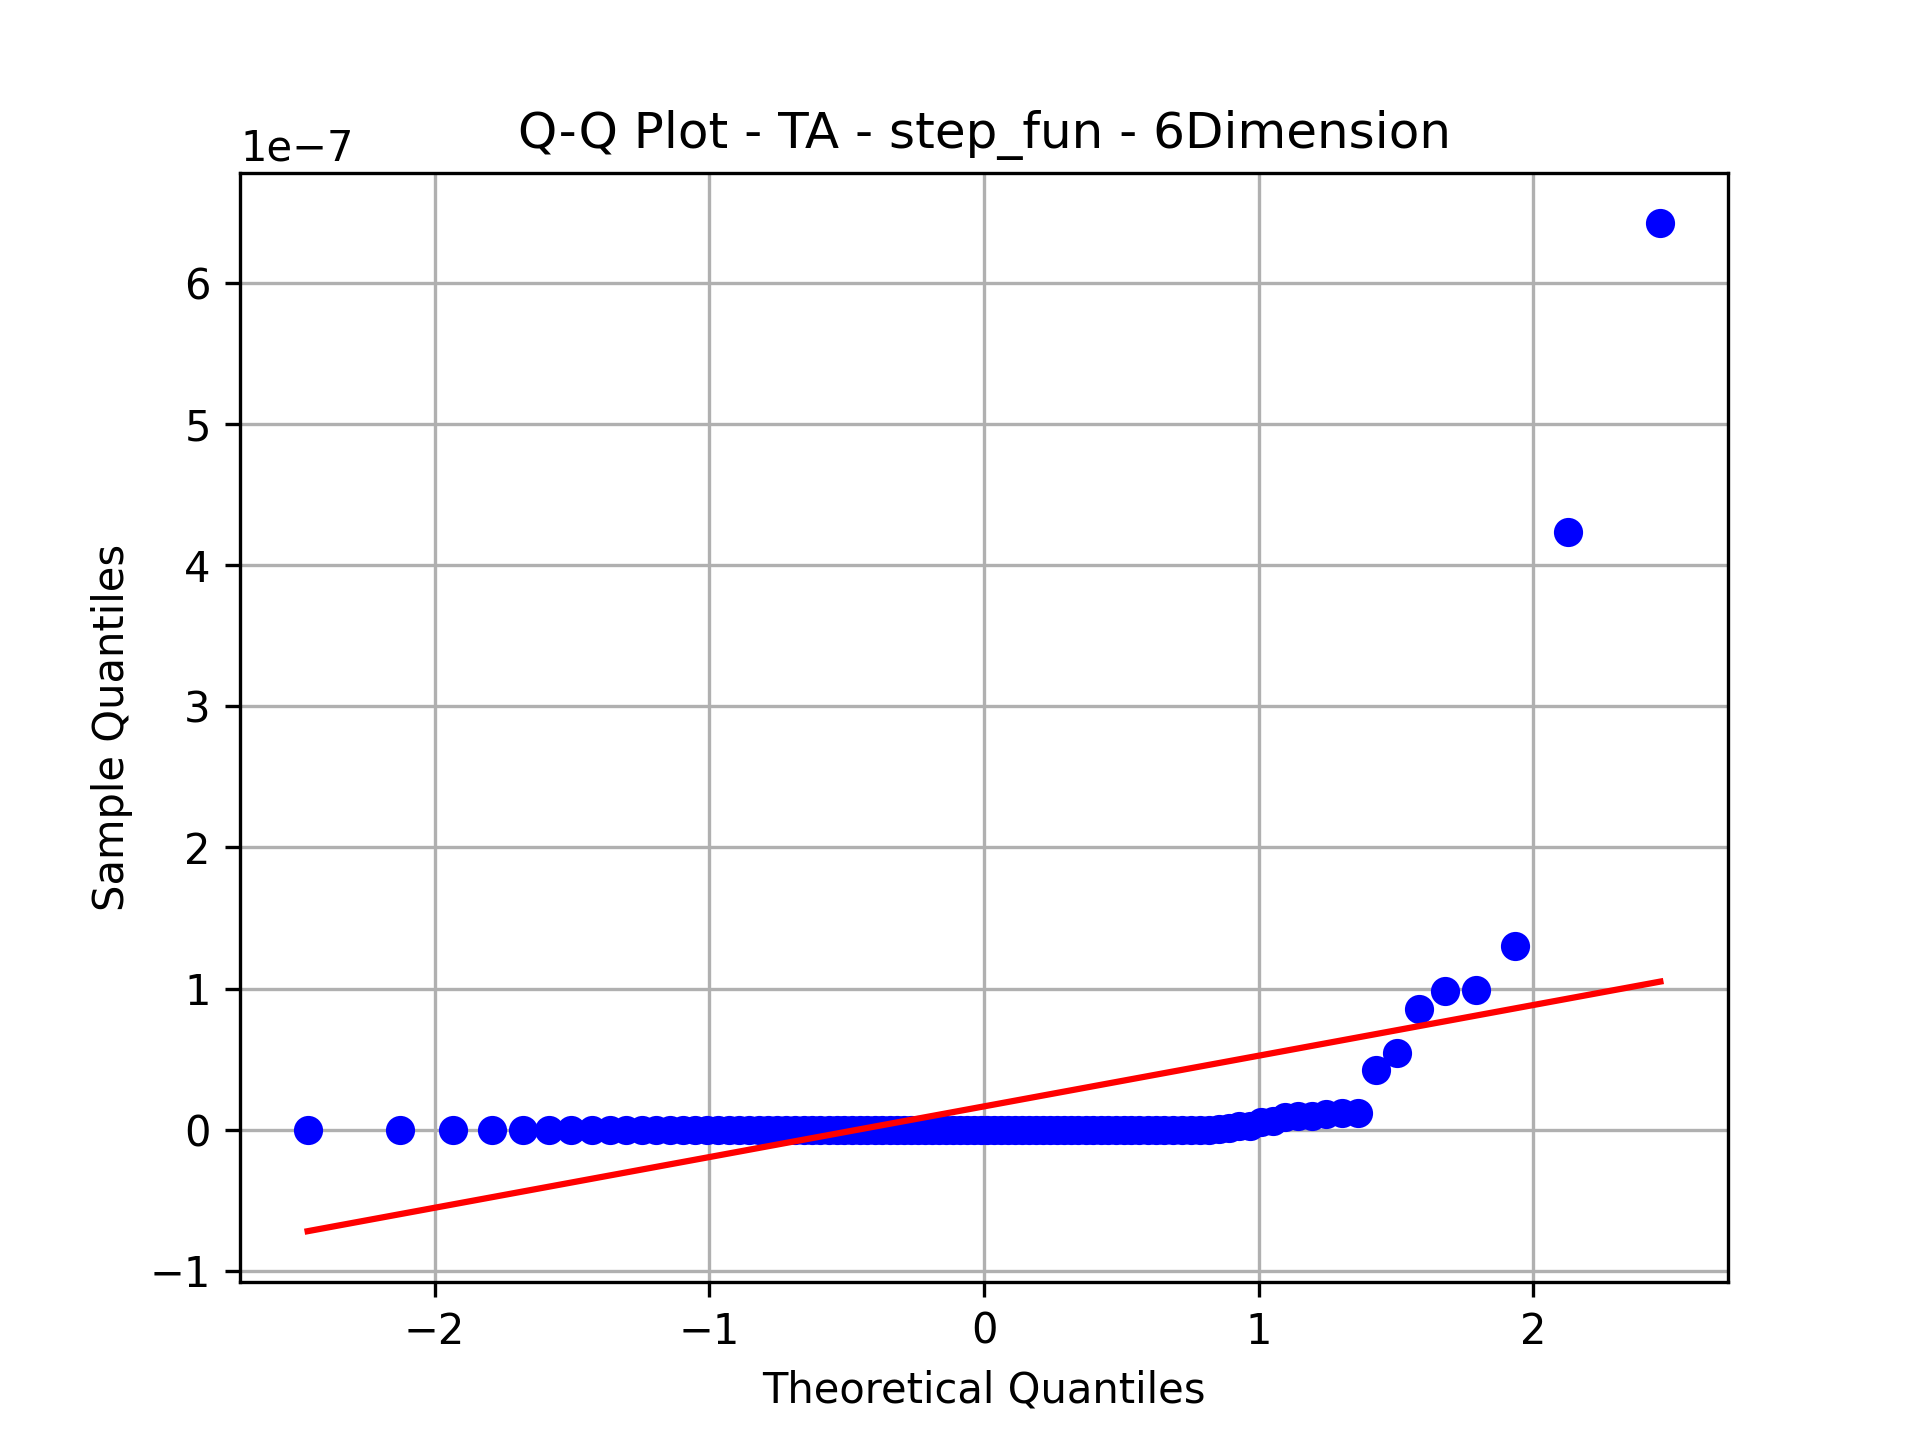 Q-Q Plot - TA - step_fun - 6Dimension
1e−7
6
5
4
3
2
1
0
−1
Sample Quantiles
−2 −1 0 1 2
Theoretical Quantiles